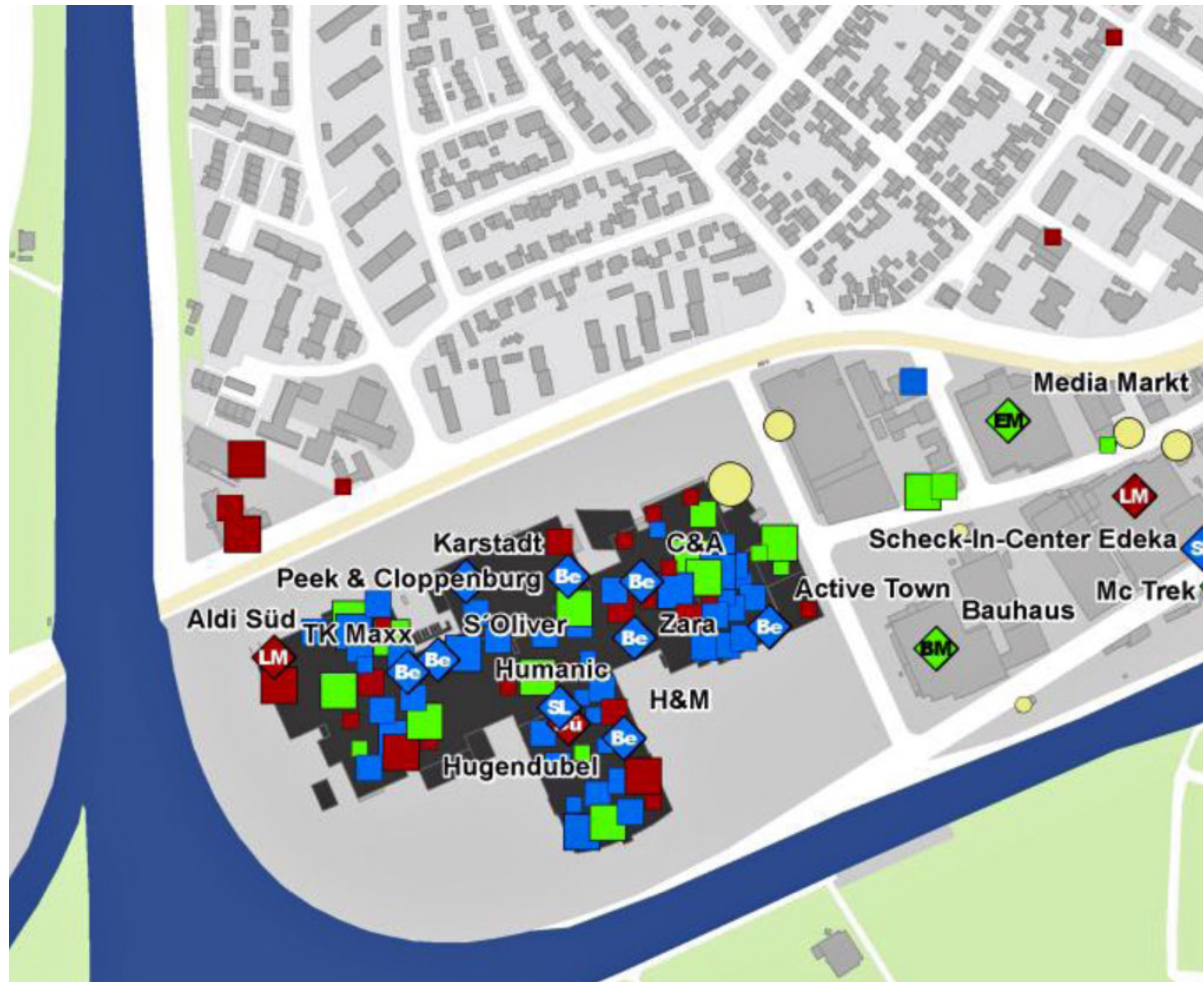 Media Markt
EM
LM
Scheck-In-Center Edeka
Karstadt
C&A
Peek & Cloppenburg
Be
Be
Active Town
Mc Trek
Bauhaus
Aldi Süd
TK Maxx
S´Oliver
Zara
Be
Be
BM
LM
Be
Be
Humanic
H&M
SL
Be
Hugendubel